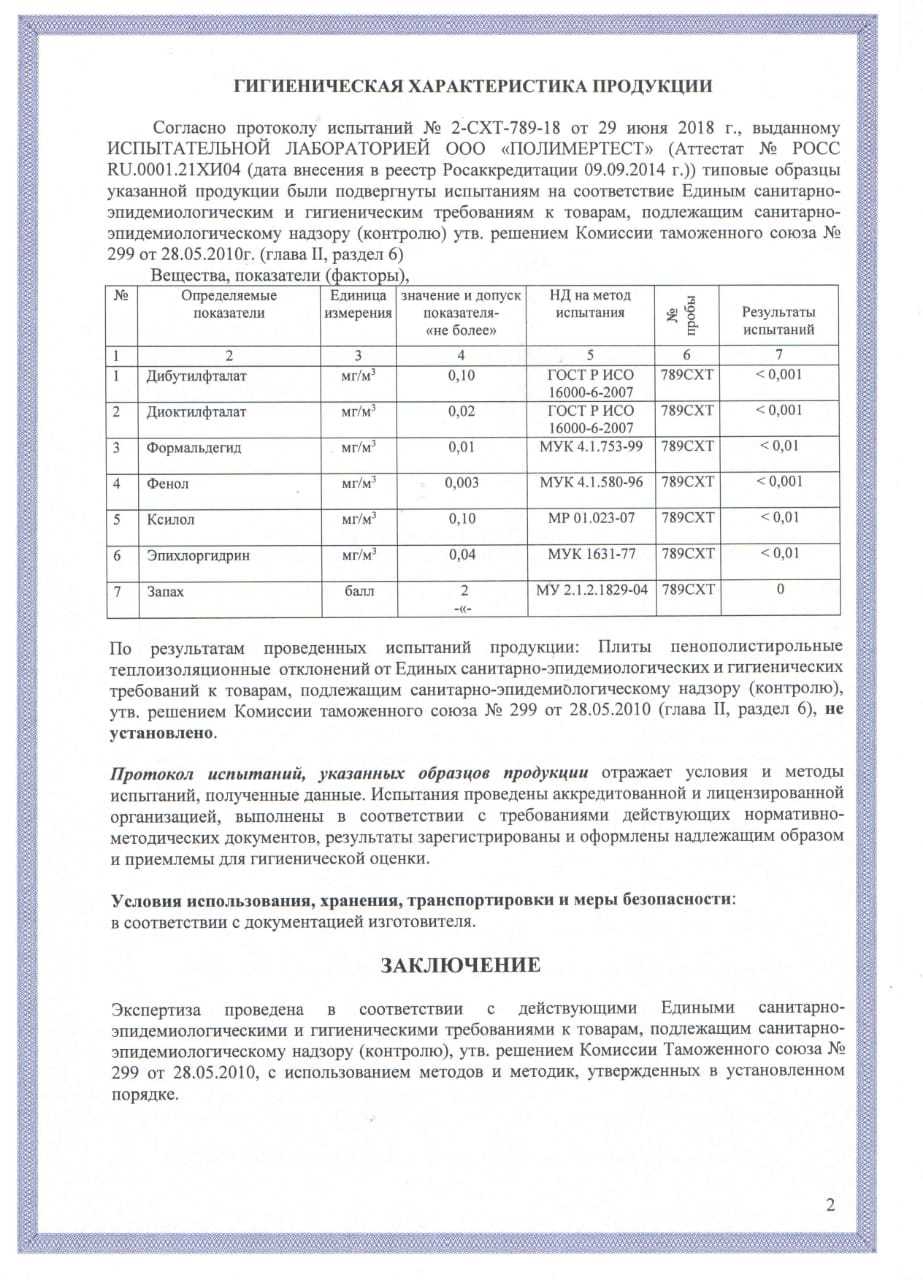 ГИГИЕНИЧЕСКАЯ ХАРАКТЕРИСТИКА ПРОДУКЦИИ
Согласно протоколу испытаний № 2-СХТ-789-18 от 29 июня 2018 г., выданному
ИСПЫТАТЕЛЬНОЙ ЛАБОРАТОРИЕЙ ООО «ПОЛИМЕРТЕСТ» (Аттестат № РОСС
RU.0001.21ХИ04 (дата внесения в реестр Росаккредитации 09.09.2014 г.)) типовые образцы
указанной продукции были подвергнуты испытаниям на соответствие Единым санитарно-
эпидемиологическим и гигиеническим требованиям к товарам, подлежащим санитарно-
эпидемиологическому надзору (контролю) утв. решением Комиссии таможенного союза №
299 от 28.05.2010г. (глава II, раздел 6)
Вещества, показатели (факторы),
№ Определяемые показатели Единица измерения значение и допуск показателя- «не более» НД на метод испытания № пробы Результаты испытаний
1 2 3 4 5 6 7
1 Дибутилфталат мг/м³ 0,10 ГОСТ Р ИСО 16000-6-2007 789СХТ < 0,001
2 Диоктилфталат мг/м³ 0,02 ГОСТ Р ИСО 16000-6-2007 789СХТ < 0,001
3 Формальдегид мг/м³ 0,01 МУК 4.1.753-99 789СХТ < 0,01
4 Фенол мг/м³ 0,003 МУК 4.1.580-96 789СХТ < 0,001
5 Ксилол мг/м³ 0,10 МР 01.023-07 789СХТ < 0,01
6 Эпихлоргидрин мг/м³ 0,04 МУК 1631-77 789СХТ < 0,01
7 Запах балл 2 -«- МУ 2.1.2.1829-04 789СХТ 0
По результатам проведенных испытаний продукции: Плиты пенополистирольные
теплоизоляционные отклонений от Единых санитарно-эпидемиологических и гигиенических
требований к товарам, подлежащим санитарно-эпидемиологическому надзору (контролю),
утв. решением Комиссии таможенного союза № 299 от 28.05.2010 (глава II, раздел 6), не
установлено.
Протокол испытаний, указанных образцов продукции отражает условия и методы
испытаний, полученные данные. Испытания проведены аккредитованной и лицензированной
организацией, выполнены в соответствии с требованиями действующих нормативно-
методических документов, результаты зарегистрированы и оформлены надлежащим образом
и приемлемы для гигиенической оценки.
Условия использования, хранения, транспортировки и меры безопасности:
в соответствии с документацией изготовителя.
ЗАКЛЮЧЕНИЕ
Экспертиза проведена в соответствии с действующими Едиными санитарно-
эпидемиологическими и гигиеническими требованиями к товарам, подлежащим санитарно-
эпидемиологическому надзору (контролю), утв. решением Комиссии Таможенного союза №
299 от 28.05.2010, с использованием методов и методик, утвержденных в установленном
порядке.
2